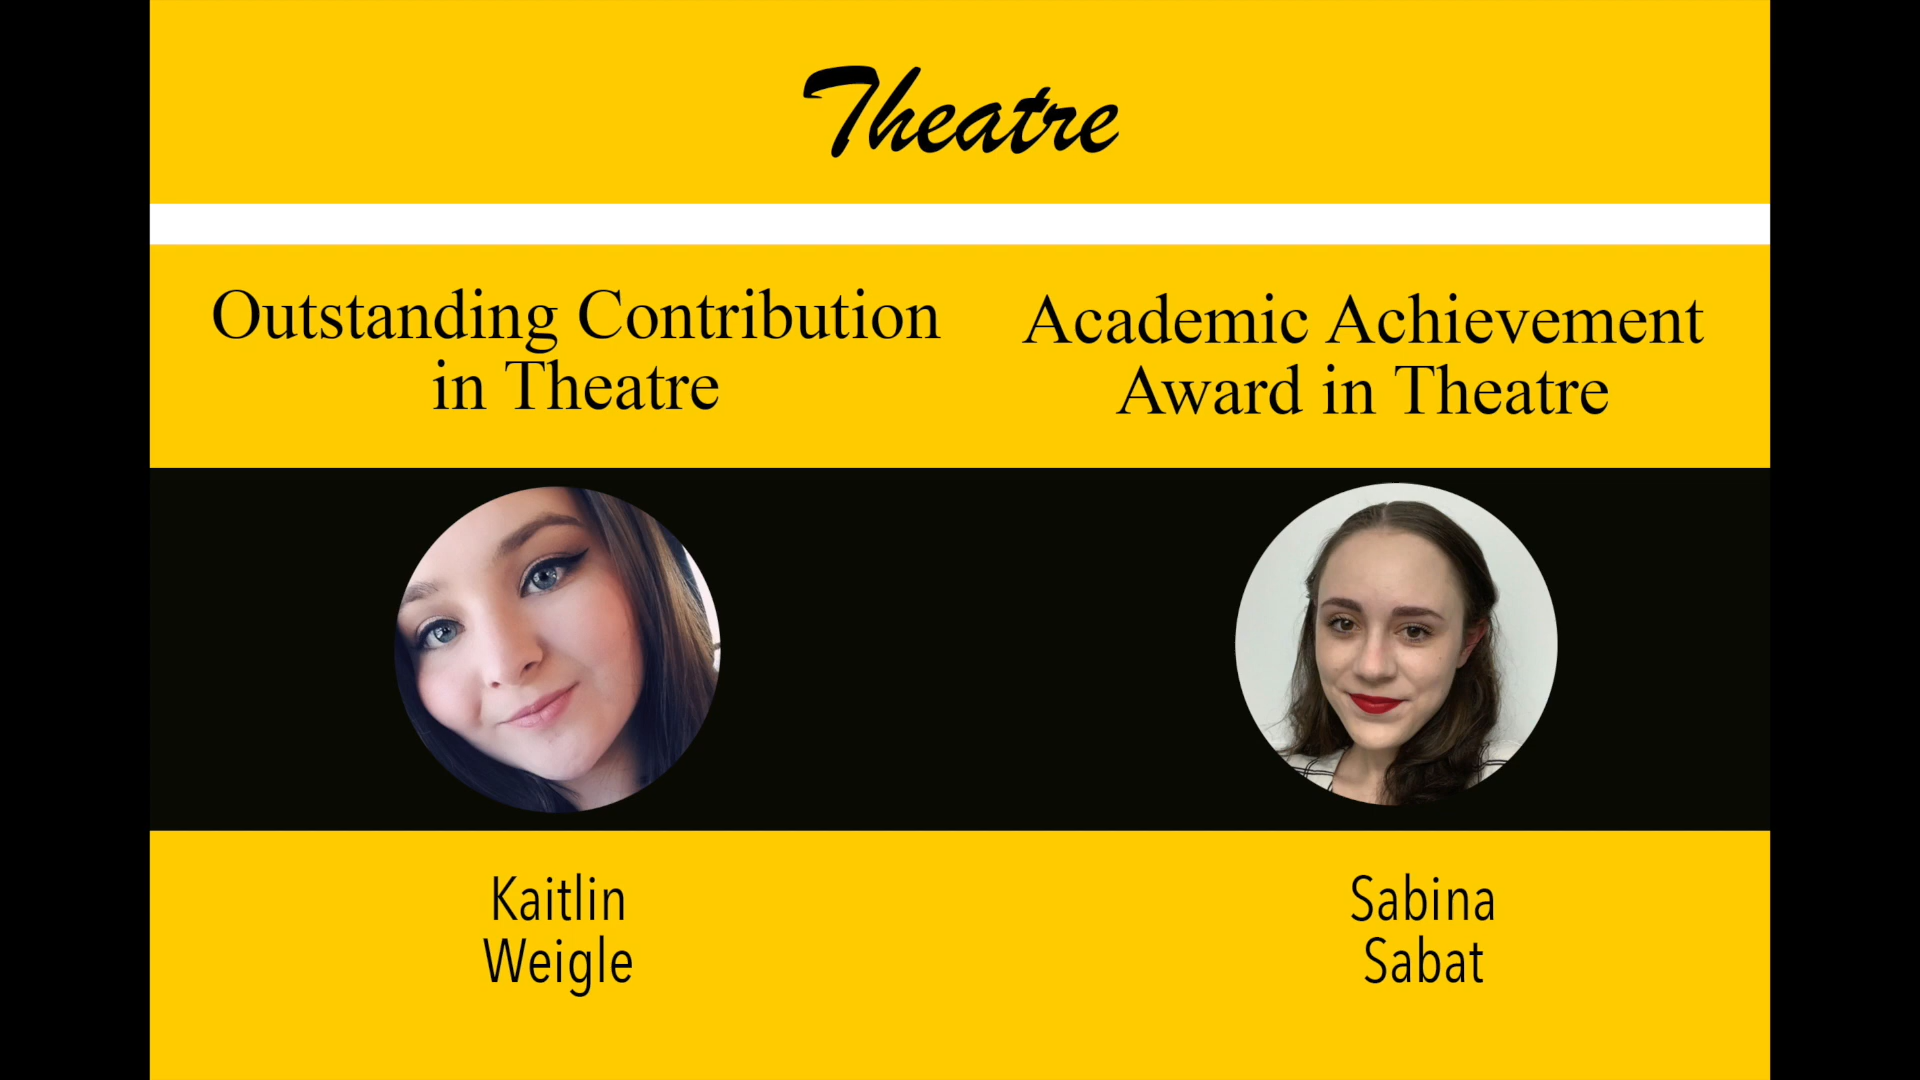 Theatre
Outstanding Contribution
in Theatre
Academic Achievement
Award in Theatre
Kaitlin
Weigle
Sabina
Sabat